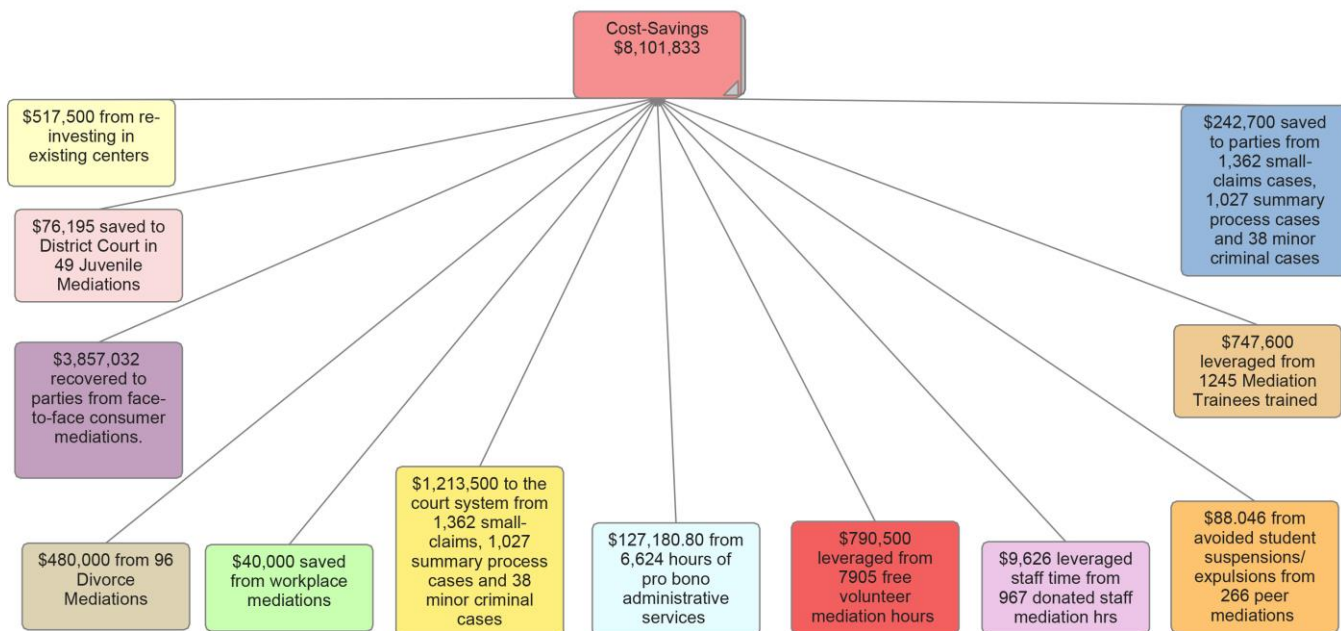 Cost-Savings
$8,101,833
$517,500 from re-
investing in
existing centers
$242,700 saved
to parties from
1,362 small-
claims cases,
1,027 summary
process cases
and 38 minor
criminal cases
$76,195 saved to
District Court in
49 Juvenile
Mediations
$3,857,032
recovered to
parties from face-
to-face consumer
mediations.
$747,600
leveraged from
1245 Mediation
Trainees trained
$480,000 from 96
Divorce
Mediations
$40,000 saved
from workplace
mediations
$1,213,500 to the
court system from
1,362 small-
claims, 1,027
summary process
cases and 38
minor criminal
cases
$127,180.80 from
6,624 hours of
pro bono
administrative
services
$790,500
leveraged from
7905 free
volunteer
mediation hours
$9,626 leveraged
staff time from
967 donated staff
mediation hrs
$88.046 from
avoided student
suspensions/
expulsions from
266 peer
mediations